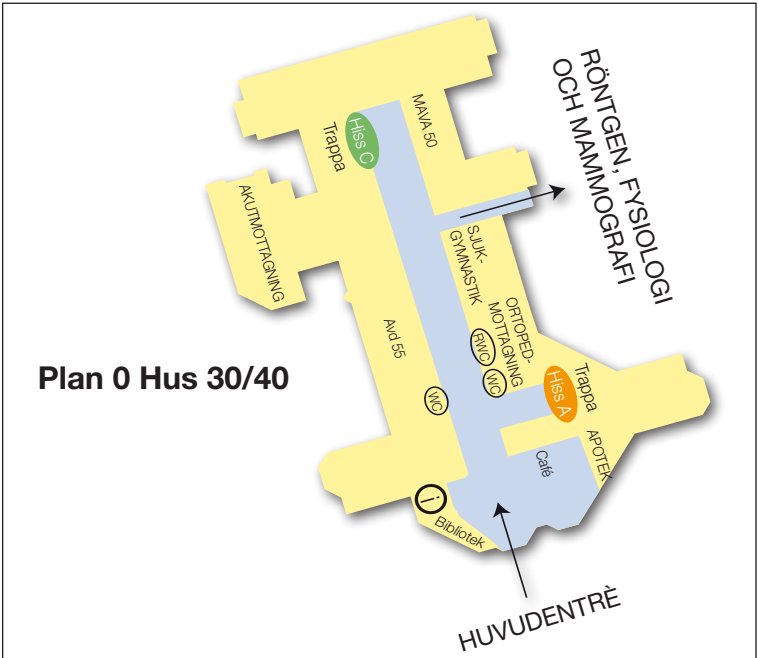 RÖNTGEN, FYSIOLOGI
OCH MAMMOGRAFI
MAVA 50
Hiss C
Trappa
AKUTMOTTAGNING
SJUK-
GYMNASTIK
ORTOPED-
MOTTAGNING
Avd 55
RWC
WC
Plan 0 Hus 30/40
WC
Hiss A
Trappa
APOTEK
Café
i
Bibliotek
HUVUDENTRÈ